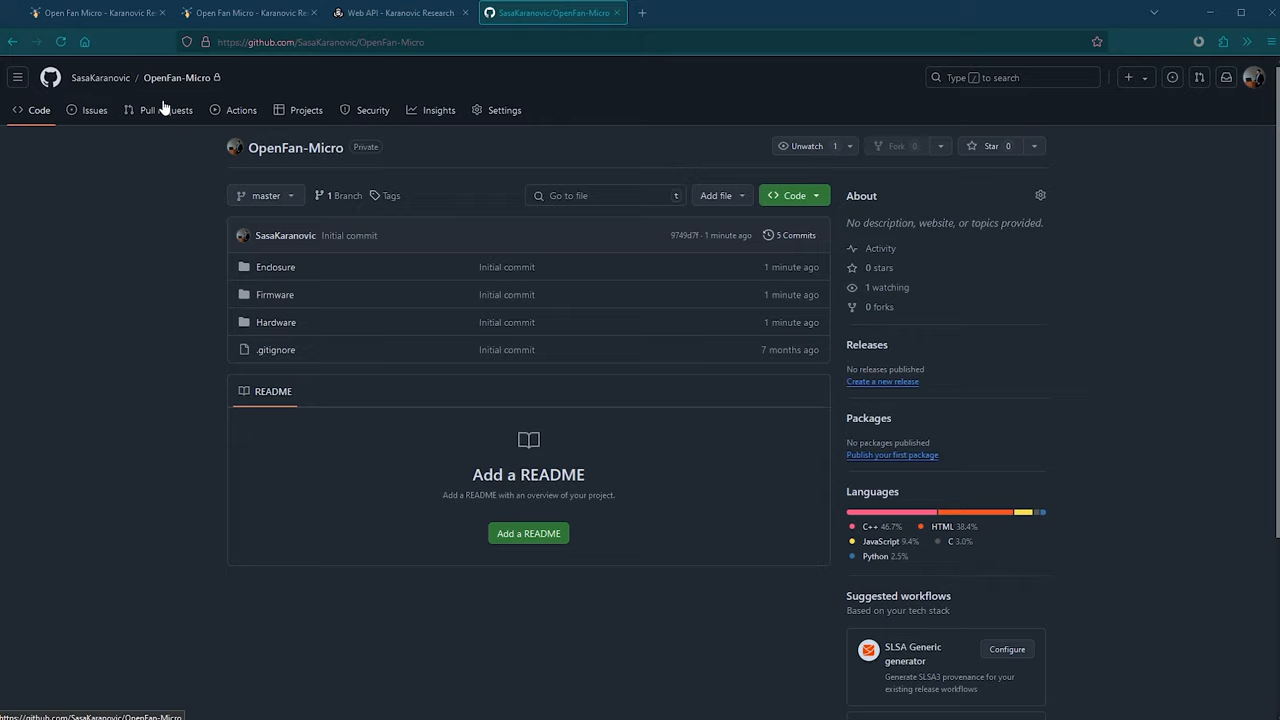 Open Fan Micro - Karanovic Re:
Open Fan Micro - Karanovic Re:
Web API - Karanovic Research
SasaKaranovic/OpenFan-Micro
https://github.com/SasaKaranovic/OpenFan-Micro
SasaKaranovic / OpenFan-Micro
Type / to search
Code
Issues
Pull requests
Actions
Projects
Security
Insights
Settings
OpenFan-Micro
Private
Unwatch 1
Fork 0
Star 0
master
1 Branch
Tags
Go to file
t
Add file
Code
SasaKaranovic Initial commit
9749d7f · 1 minute ago
5 Commits
Enclosure Initial commit 1 minute ago
Firmware Initial commit 1 minute ago
Hardware Initial commit 1 minute ago
.gitignore Initial commit 7 months ago
README
Add a README
Add a README with an overview of your project.
Add a README
About
No description, website, or topics provided.
Activity
0 stars
1 watching
0 forks
Releases
No releases published
Create a new release
Packages
No packages published
Publish your first package
Languages
C++ 46.7% HTML 38.4%
JavaScript 9.4% C 3.0%
Python 2.5%
Suggested workflows
Based on your tech stack
SLSA Generic
generator
Configure
Generate SLSA3 provenance for your
existing release workflows
https://github.com/SasaKaranovic/OpenFan-Micro